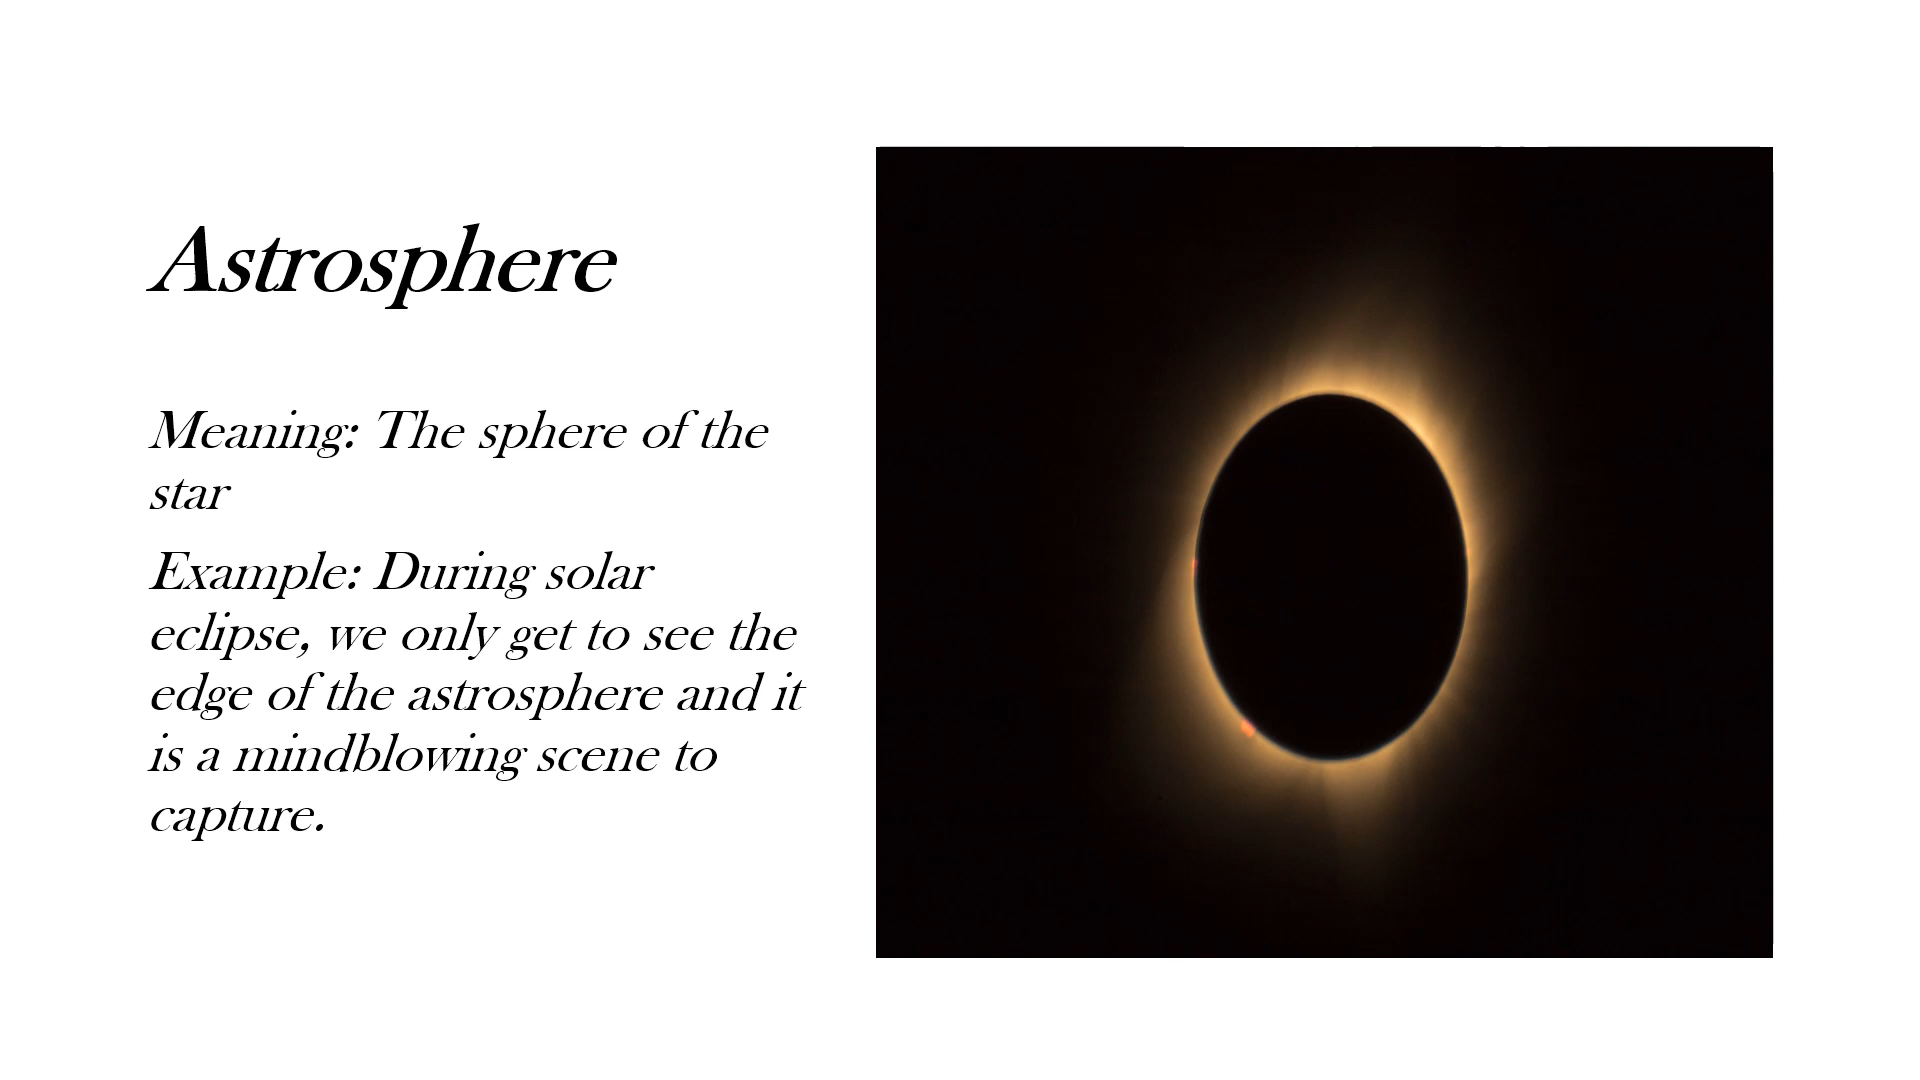 Astrosphere
Meaning: The sphere of the
star
Example: During solar
eclipse, we only get to see the
edge of the astrosphere and it
is a mindblowing scene to
capture.